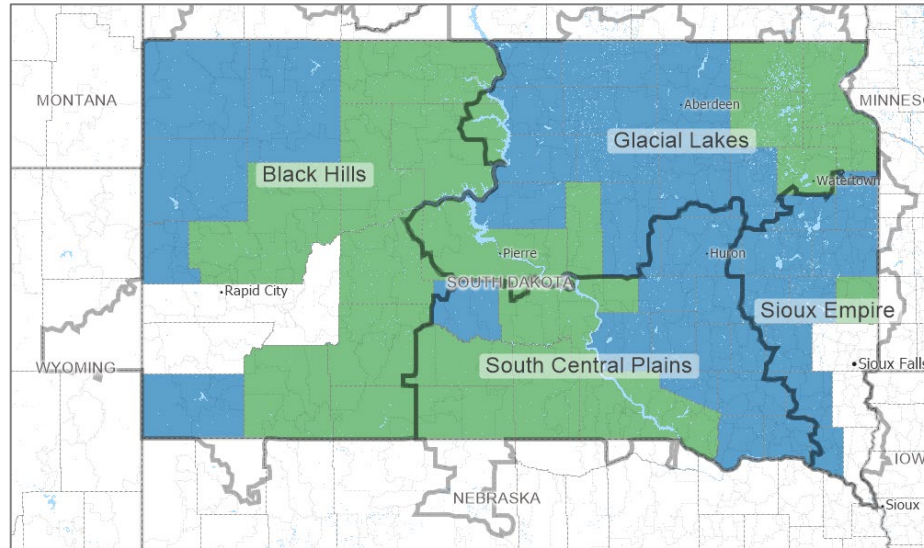 MONTANA
Aberdeen
MINNES
Glacial Lakes
Black Hills
Watertown
Pierre
Huron
SOUTH DAKOTA
Rapid City
Sioux Empire
WYOMING
South Central Plains
Sioux Falls
IOW
NEBRASKA
Sioux